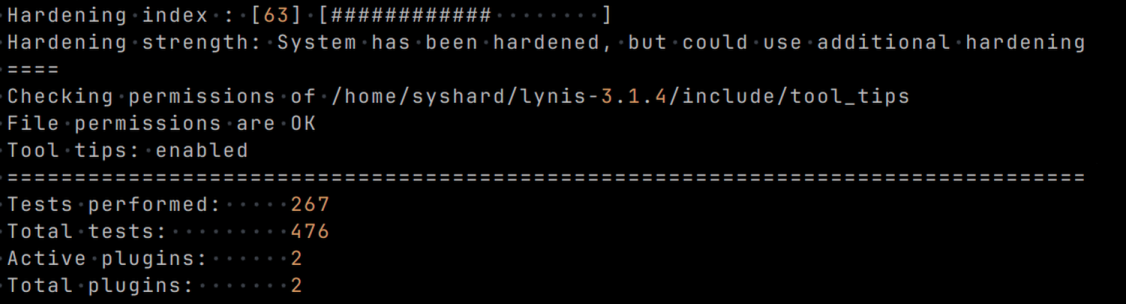 Hardening index : [63] [############        ]
Hardening strength: System has been hardened, but could use additional hardening
====
Checking permissions of /home/syshard/lynis-3.1.4/include/tool_tips
File permissions are OK
Tool tips: enabled
================================================================================
Tests performed:     267
Total tests:         476
Active plugins:      2
Total plugins:       2